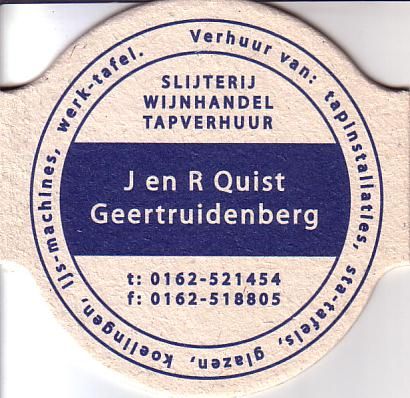 Verhuur van: tapinstallaties, sta-tafels, glazen, koelingen, ijs-machines, werk-tafel.
SLIJTERIJ
WIJNHANDEL
TAPVERHUUR
J en R Quist
Geertruidenberg
t: 0162-521454
f: 0162-518805